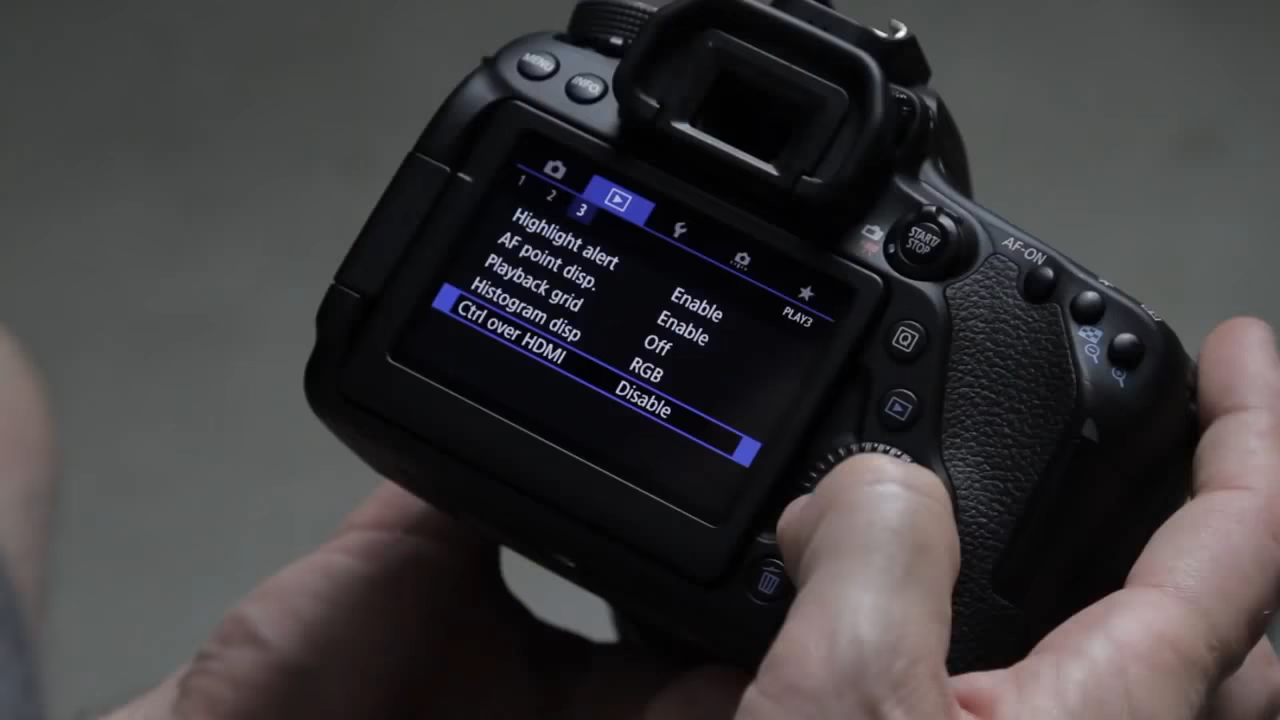 MENU
INFO
1 2 3
PLAY3
Highlight alert Enable
AF point disp. Enable
Playback grid Off
Histogram disp RGB
Ctrl over HDMI Disable
START/
STOP
AF-ON
Q